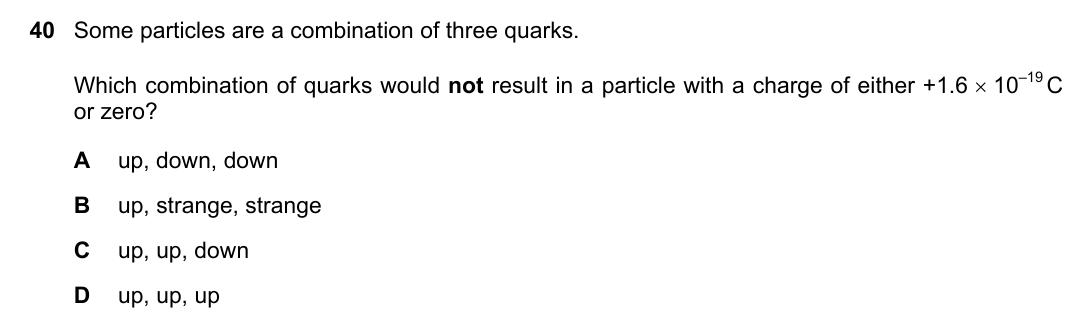 40 Some particles are a combination of three quarks.
Which combination of quarks would not result in a particle with a charge of either +1.6 × 10⁻¹⁹ C
or zero?
A up, down, down
B up, strange, strange
C up, up, down
D up, up, up